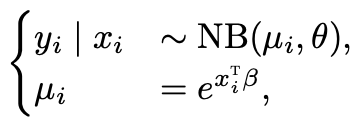 y_i | x_i ∼ NB(μ_i, θ),
μ_i = e^{x_i^T β},